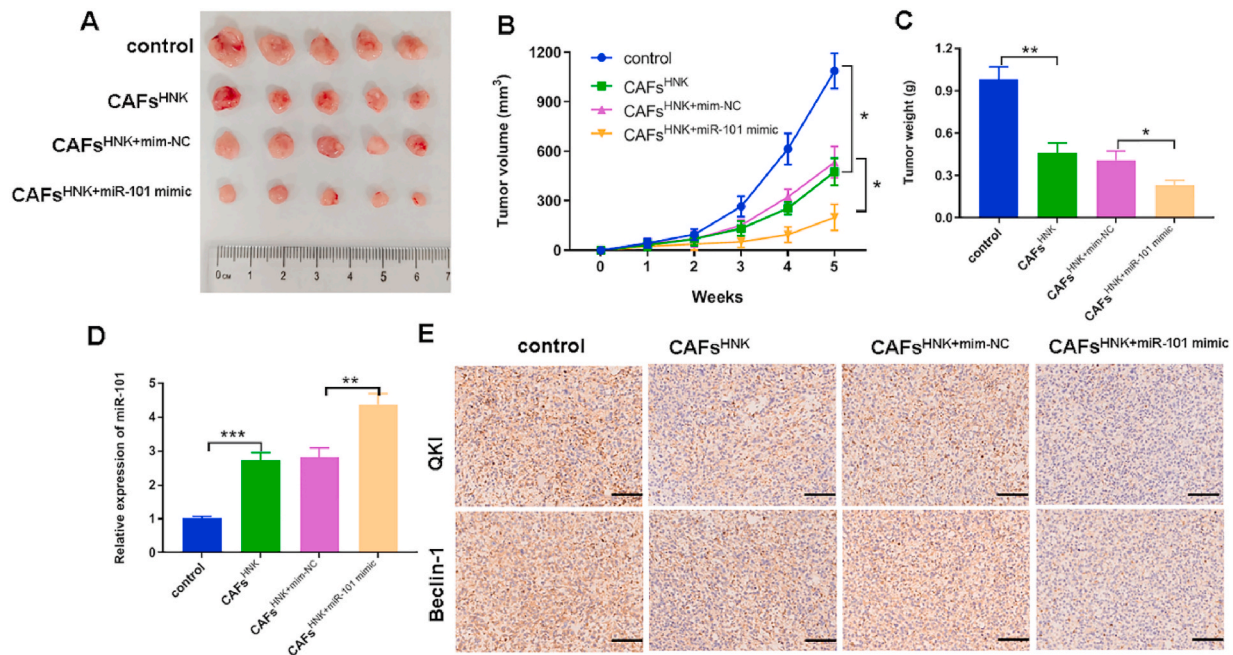 A
control
CAFsHNK
CAFsHNK+mim-NC
CAFsHNK+miR-101 mimic
0 CM 1 2 3 4 5 6 7
B
Tumor volume (mm3)
1200
900
600
300
0
control
CAFsHNK
CAFsHNK+mim-NC
CAFsHNK+miR-101 mimic
*
*
0 1 2 3 4 5
Weeks
C
Tumor weight (g)
1.2
0.9
0.6
0.3
0.0
**
*
control
CAFsHNK
CAFsHNK+mim-NC
CAFsHNK+miR-101 mimic
D
Relative expression of miR-101
5
4
3
2
1
0
***
**
control
CAFsHNK
CAFsHNK+mim-NC
CAFsHNK+miR-101 mimic
E
control CAFsHNK CAFsHNK+mim-NC CAFsHNK+miR-101 mimic
QKI
Beclin-1